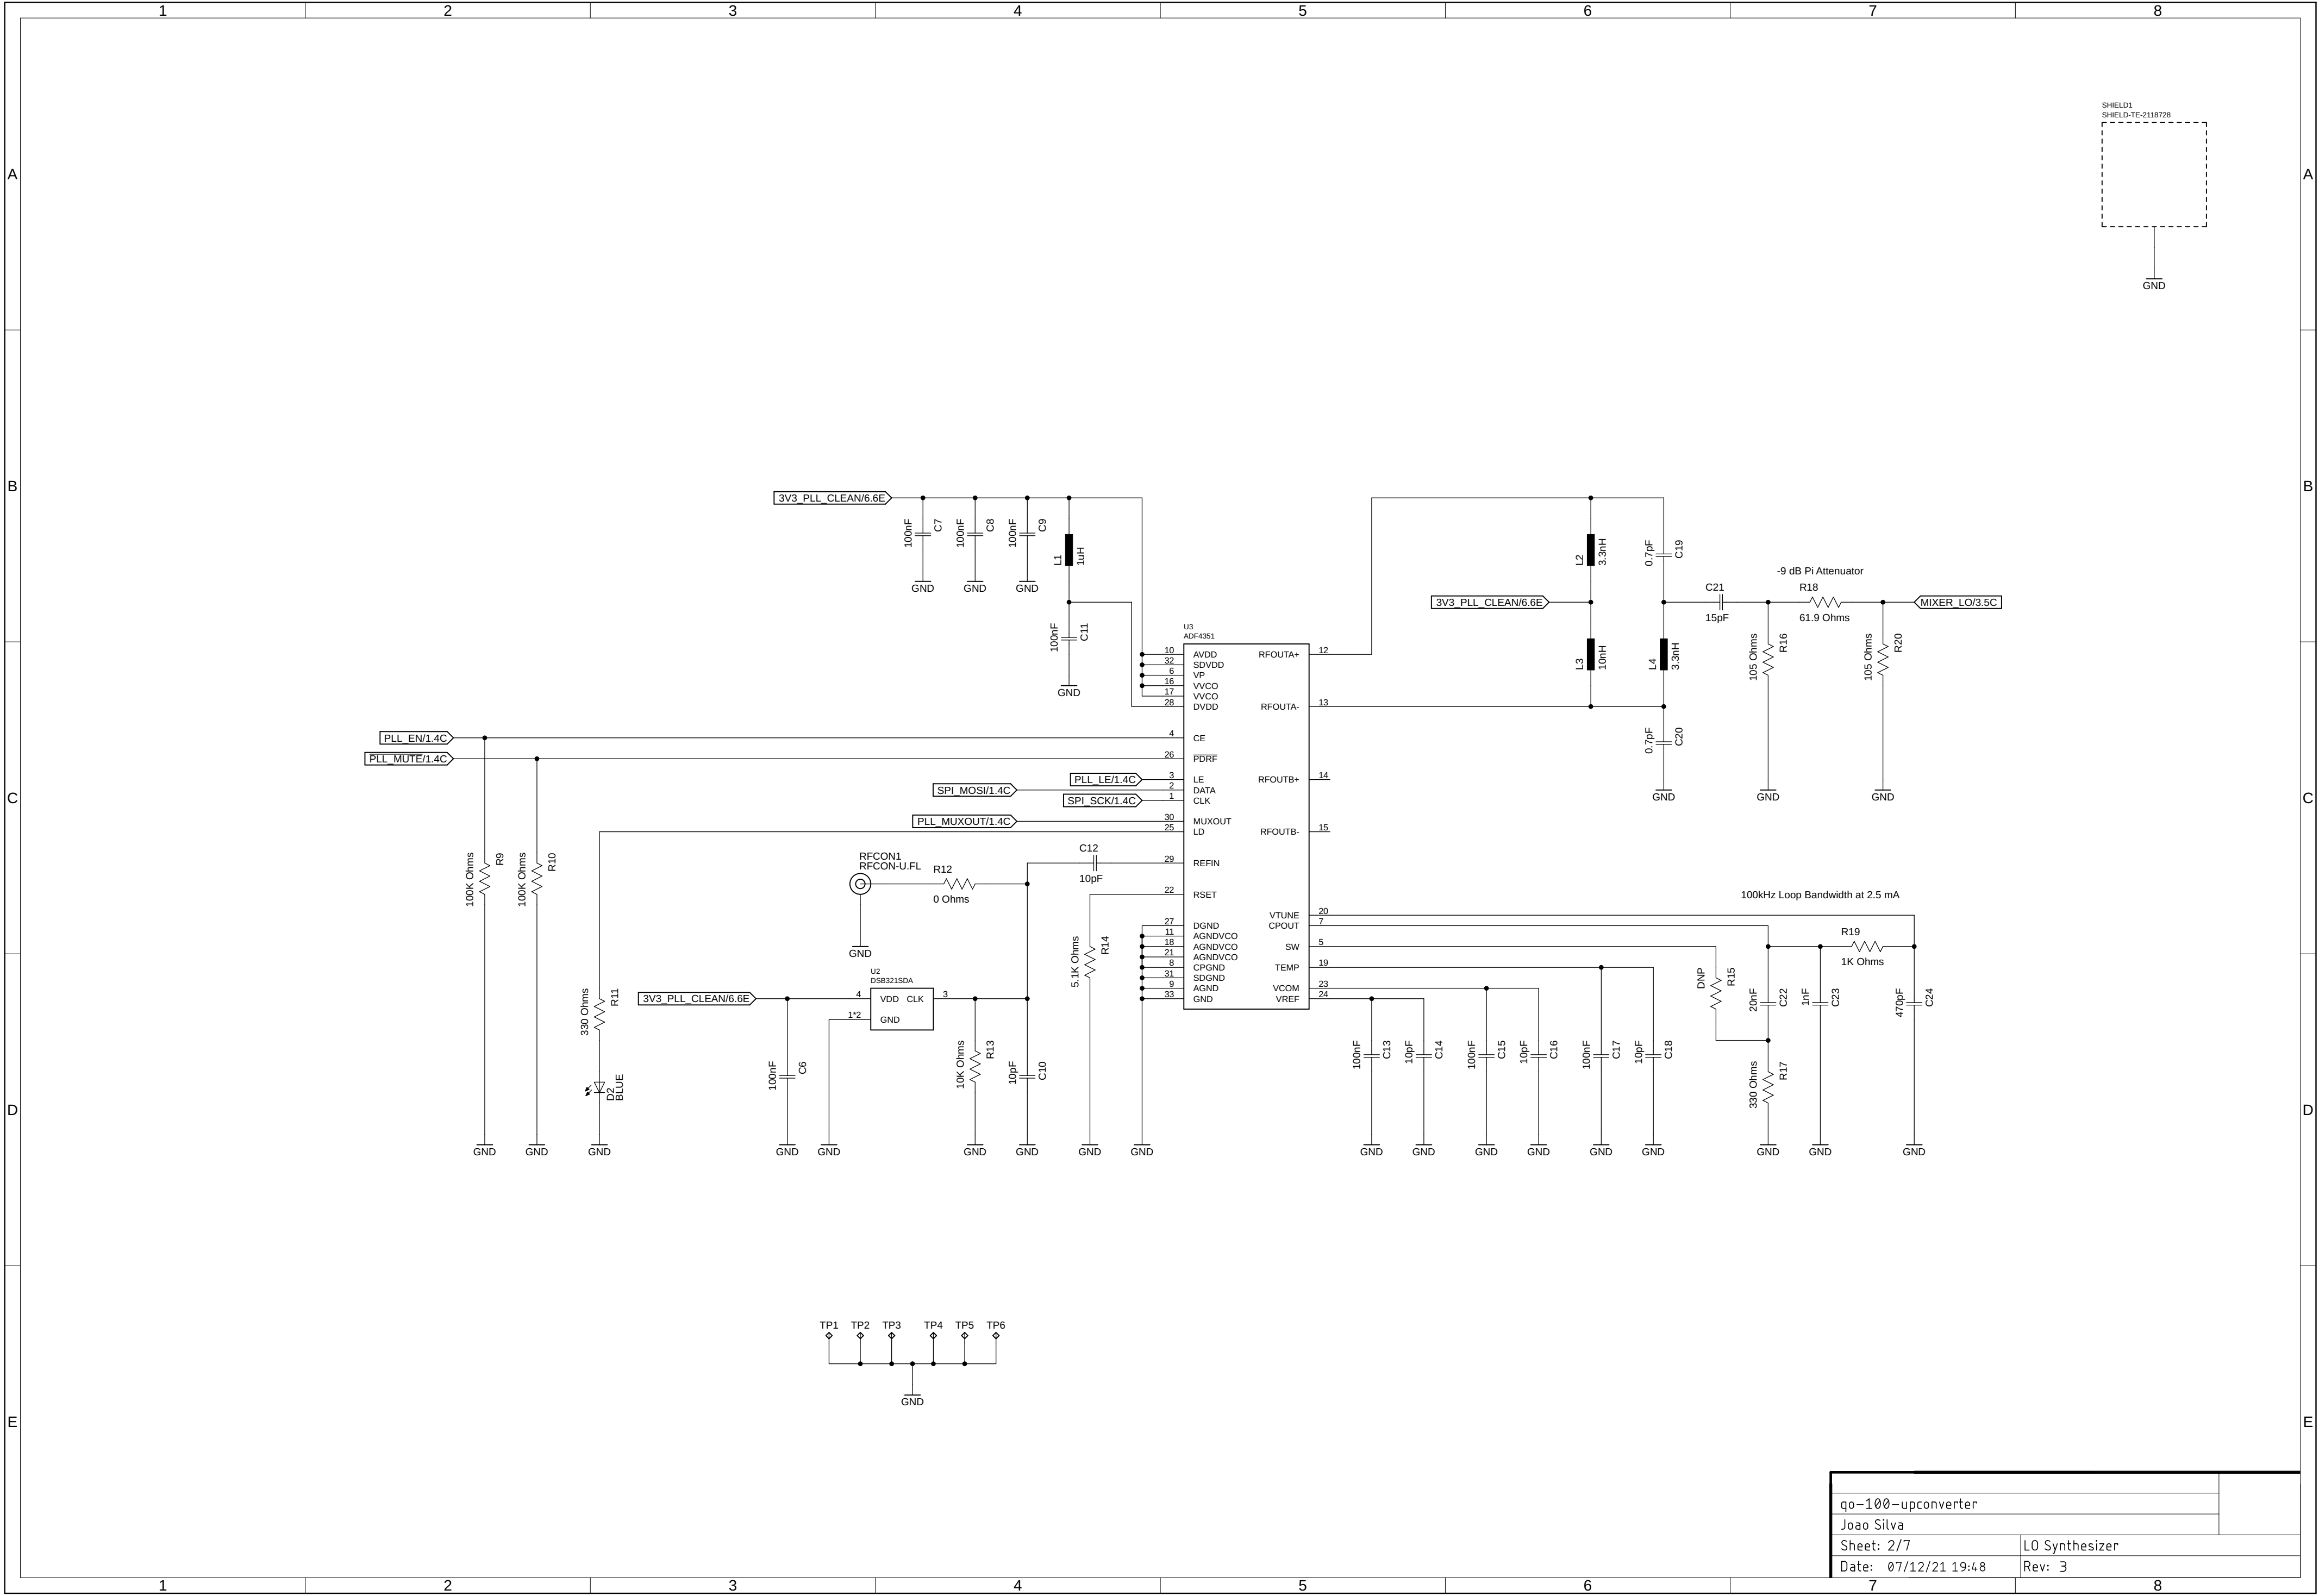 1 2 3 4 5 6 7 8
A A
B B
C C
D D
E E
SHIELD1
SHIELD-TE-2118728
GND
3V3_PLL_CLEAN/6.6E
100nF C7
100nF C8
100nF C9
L1 1uH
GND GND GND
100nF C11
GND
U3
ADF4351
10 AVDD
32 SDVDD
6 VP
16 VVCO
17 VVCO
28 DVDD
4 CE
26 PDRF
3 LE
2 DATA
1 CLK
30 MUXOUT
25 LD
29 REFIN
22 RSET
27 DGND
11 AGNDVCO
18 AGNDVCO
21 AGNDVCO
8 CPGND
31 SDGND
9 AGND
33 GND
RFOUTA+ 12
RFOUTA- 13
RFOUTB+ 14
RFOUTB- 15
VTUNE 20
CPOUT 7
SW 5
TEMP 19
VCOM 23
VREF 24
PLL_EN/1.4C
PLL_MUTE/1.4C
PLL_LE/1.4C
SPI_MOSI/1.4C
SPI_SCK/1.4C
PLL_MUXOUT/1.4C
100K Ohms R9
100K Ohms R10
330 Ohms R11
D2
BLUE
RFCON1
RFCON-U.FL
R12
0 Ohms
C12
10pF
GND
5.1K Ohms R14
U2
DSB321SDA
3V3_PLL_CLEAN/6.6E
4 VDD CLK 3
1*2 GND
100nF C6
10K Ohms R13
10pF C10
GND GND GND GND GND GND GND GND GND
L2 3.3nH
0.7pF C19
3V3_PLL_CLEAN/6.6E
L3 10nH
L4 3.3nH
0.7pF C20
C21
15pF
-9 dB Pi Attenuator
R18
61.9 Ohms
MIXER_LO/3.5C
105 Ohms R16
105 Ohms R20
GND GND GND
100kHz Loop Bandwidth at 2.5 mA
R19
1K Ohms
DNP R15
20nF C22
1nF C23
470pF C24
330 Ohms R17
100nF C13
10pF C14
100nF C15
10pF C16
100nF C17
10pF C18
GND GND GND GND GND GND GND GND GND
TP1 TP2 TP3 TP4 TP5 TP6
GND
qo-100-upconverter
Joao Silva
Sheet: 2/7 LO Synthesizer
Date: 07/12/21 19:48 Rev: 3
1 2 3 4 5 6 7 8